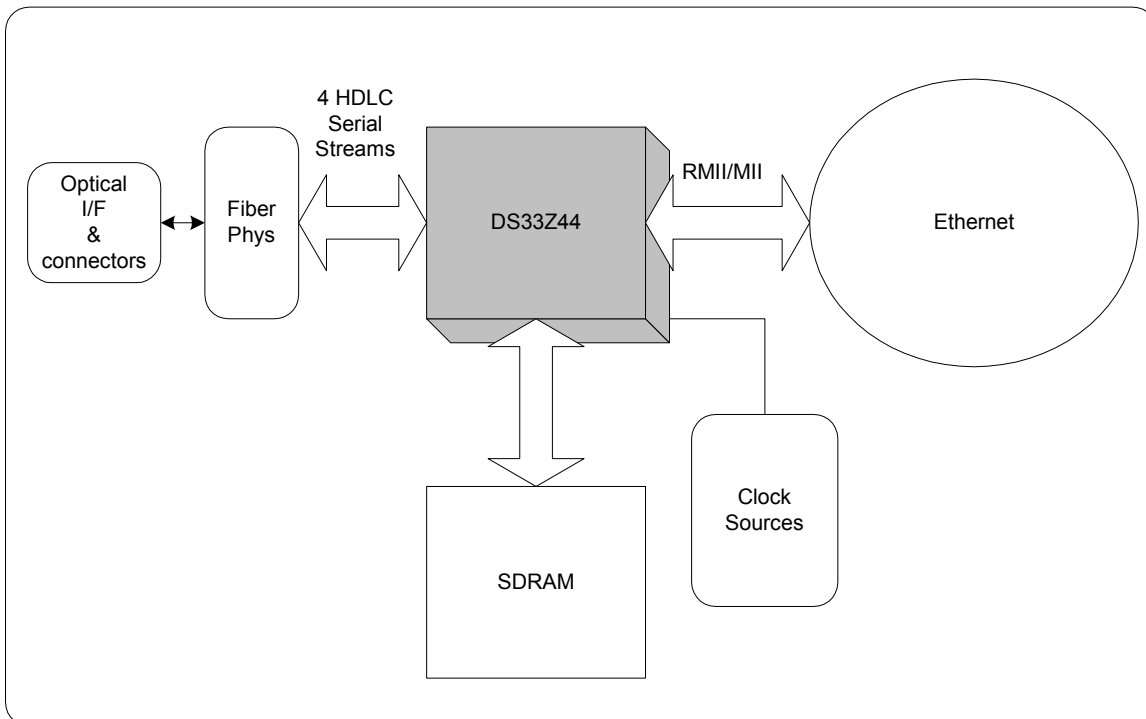 4 HDLC
Serial
Streams
RMII/MII
Optical
I/F
&
connectors
Fiber
Phys
DS33Z44
Ethernet
Clock
Sources
SDRAM